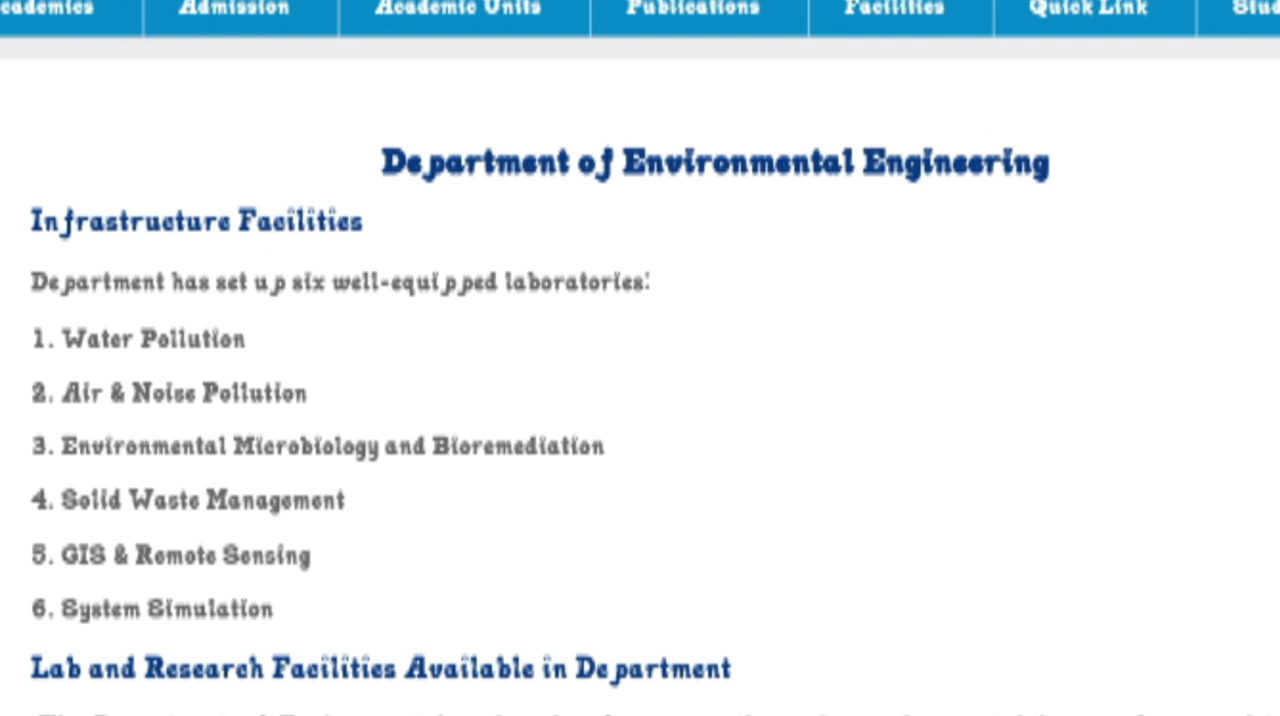 Admission Academic Units Publications Facilities Quick Link
Department of Environmental Engineering
Infrastructure Facilities
Department has set up six well-equipped laboratories:
1. Water Pollution
2. Air & Noise Pollution
3. Environmental Microbiology and Bioremediation
4. Solid Waste Management
5. GIS & Remote Sensing
6. System Simulation
Lab and Research Facilities Available in Department